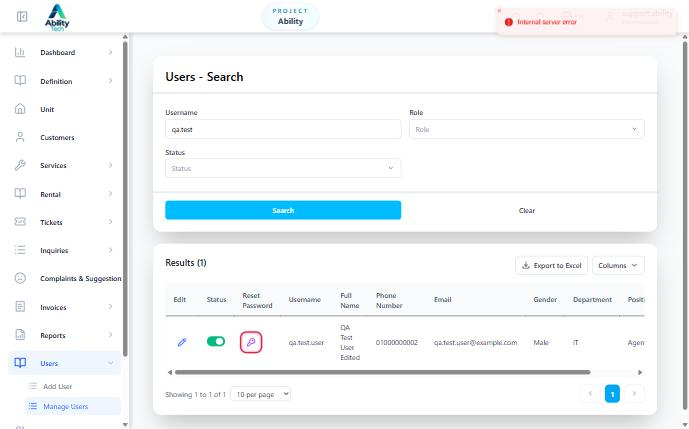 Ability
Tech
PROJECT
Ability
Internal server error
Dashboard
Definition
Unit
Customers
Services
Rental
Tickets
Inquiries
Complaints & Suggestion
Invoices
Reports
Users
Add User
Manage Users
Users - Search
Username
Role
qa.test
Role
Status
Status
Search
Clear
Results (1)
Export to Excel
Columns
Edit
Status
Reset
Password
Username
Full
Name
Phone
Number
Email
Gender
Department
Positi
qa.test.user
QA
Test
User
Edited
01000000002
qa.test.user@example.com
Male
IT
Agen
Showing 1 to 1 of 1
10 per page
1